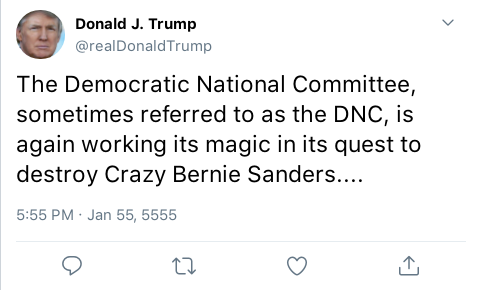 Donald J. Trump
@realDonaldTrump
The Democratic National Committee,
sometimes referred to as the DNC, is
again working its magic in its quest to
destroy Crazy Bernie Sanders....
5:55 PM · Jan 55, 5555